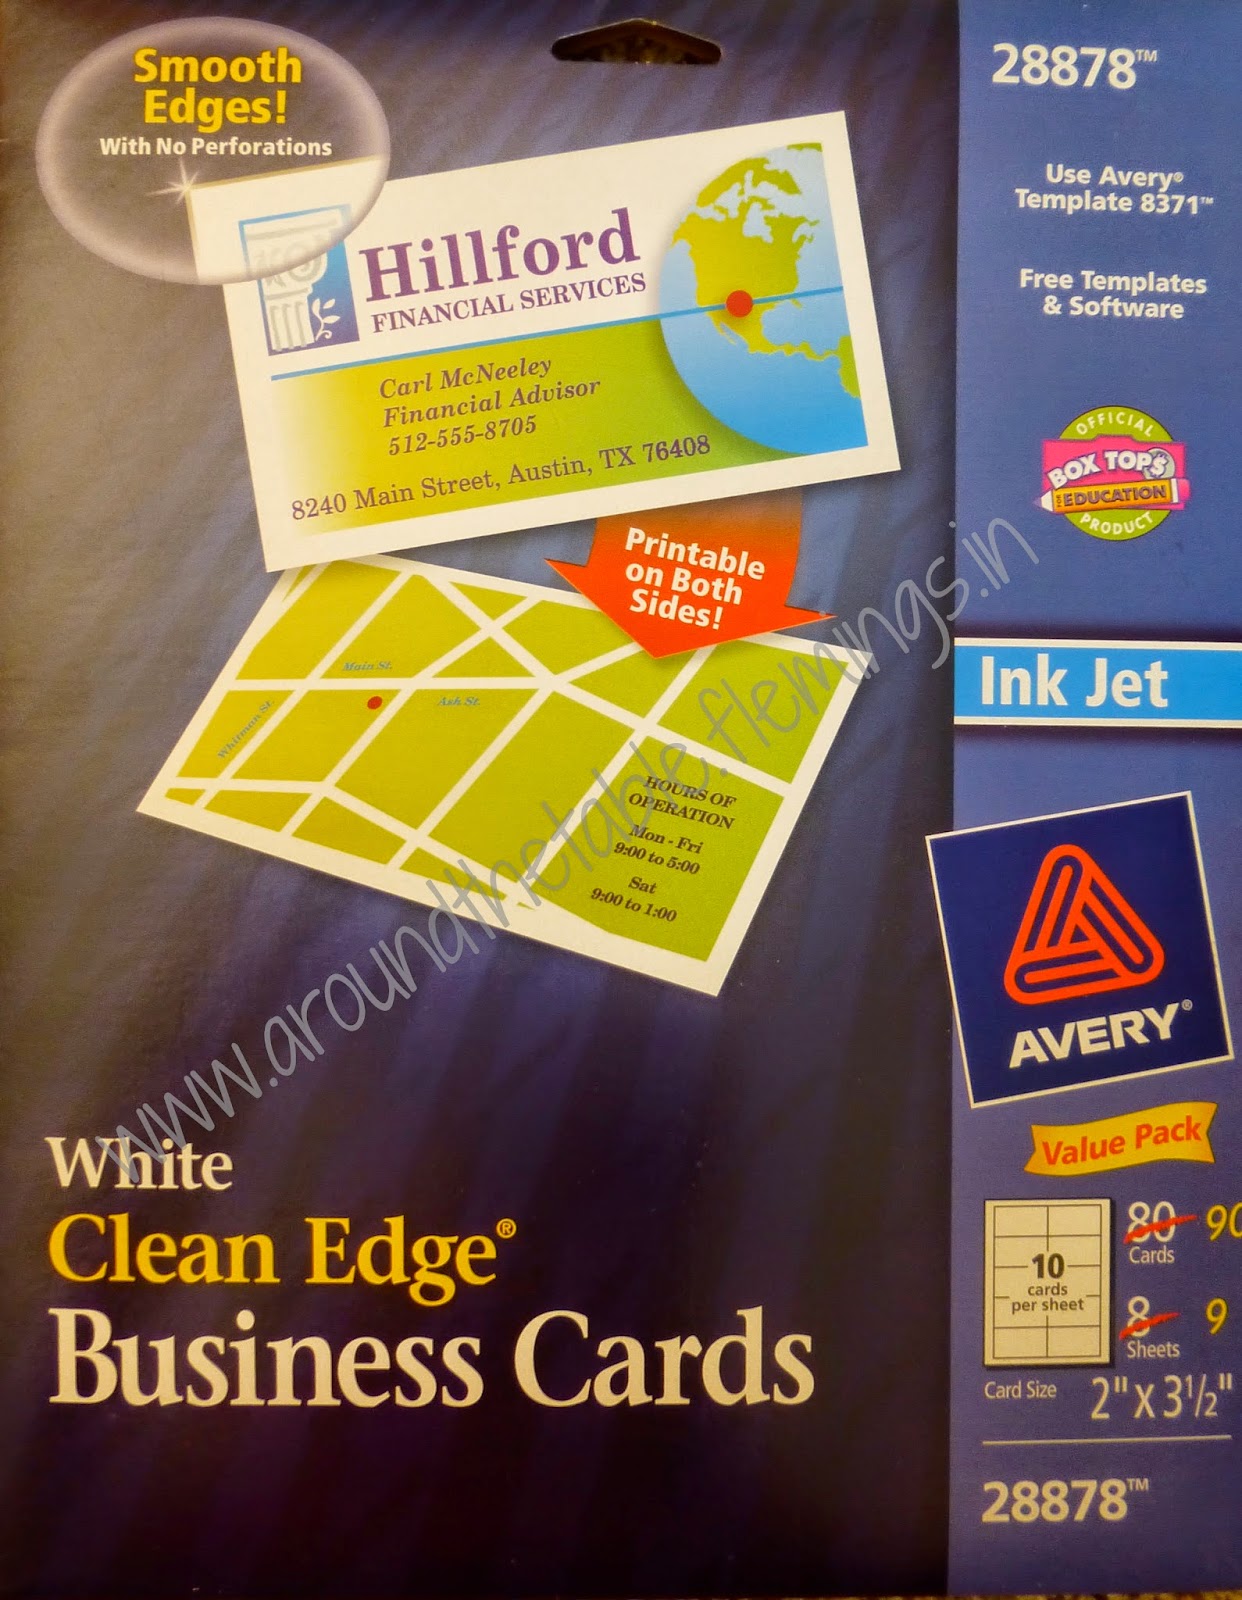 Smooth
Edges!
With No Perforations
Hillford
FINANCIAL SERVICES
Carl McNeeley
Financial Advisor
512-555-8705
8240 Main Street, Austin, TX 76408
Printable
on Both
Sides!
Main St.
Ash St.
Whitman St.
HOURS OF
OPERATION
Mon - Fri
9:00 to 5:00
Sat
9:00 to 1:00
www.aroundthetable.flemings.in
White
Clean Edge®
Business Cards
28878™
Use Avery®
Template 8371™
Free Templates
& Software
OFFICIAL
BOX TOPS
FOR EDUCATION
PRODUCT
Ink Jet
AVERY®
Value Pack
10
cards
per sheet
80 90
Cards
8 9
Sheets
Card Size 2" x 3½"
28878™